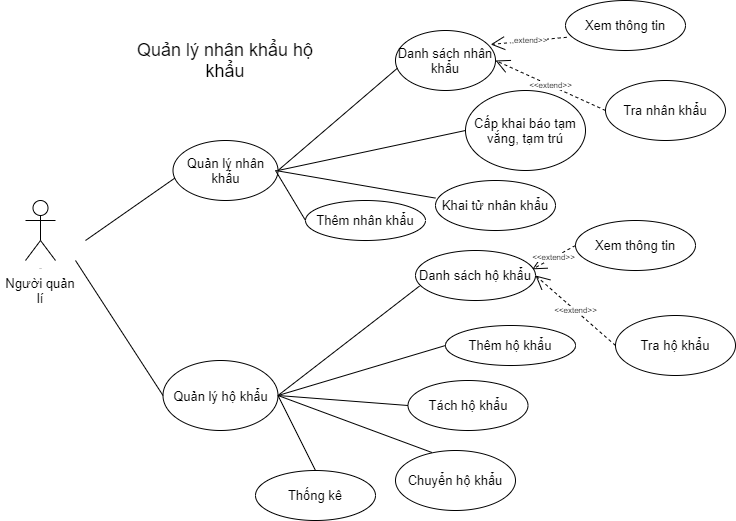 Quản lý nhân khẩu hộ
khẩu
Xem thông tin
<<extend>>
Danh sách nhân
khẩu
<<extend>>
Tra nhân khẩu
Cấp khai báo tạm
vắng, tạm trú
Quản lý nhân
khẩu
Khai tử nhân khẩu
Thêm nhân khẩu
Người quản
lí
Xem thông tin
<<extend>>
Danh sách hộ khẩu
<<extend>>
Thêm hộ khẩu
Tra hộ khẩu
Quản lý hộ khẩu
Tách hộ khẩu
Chuyển hộ khẩu
Thống kê